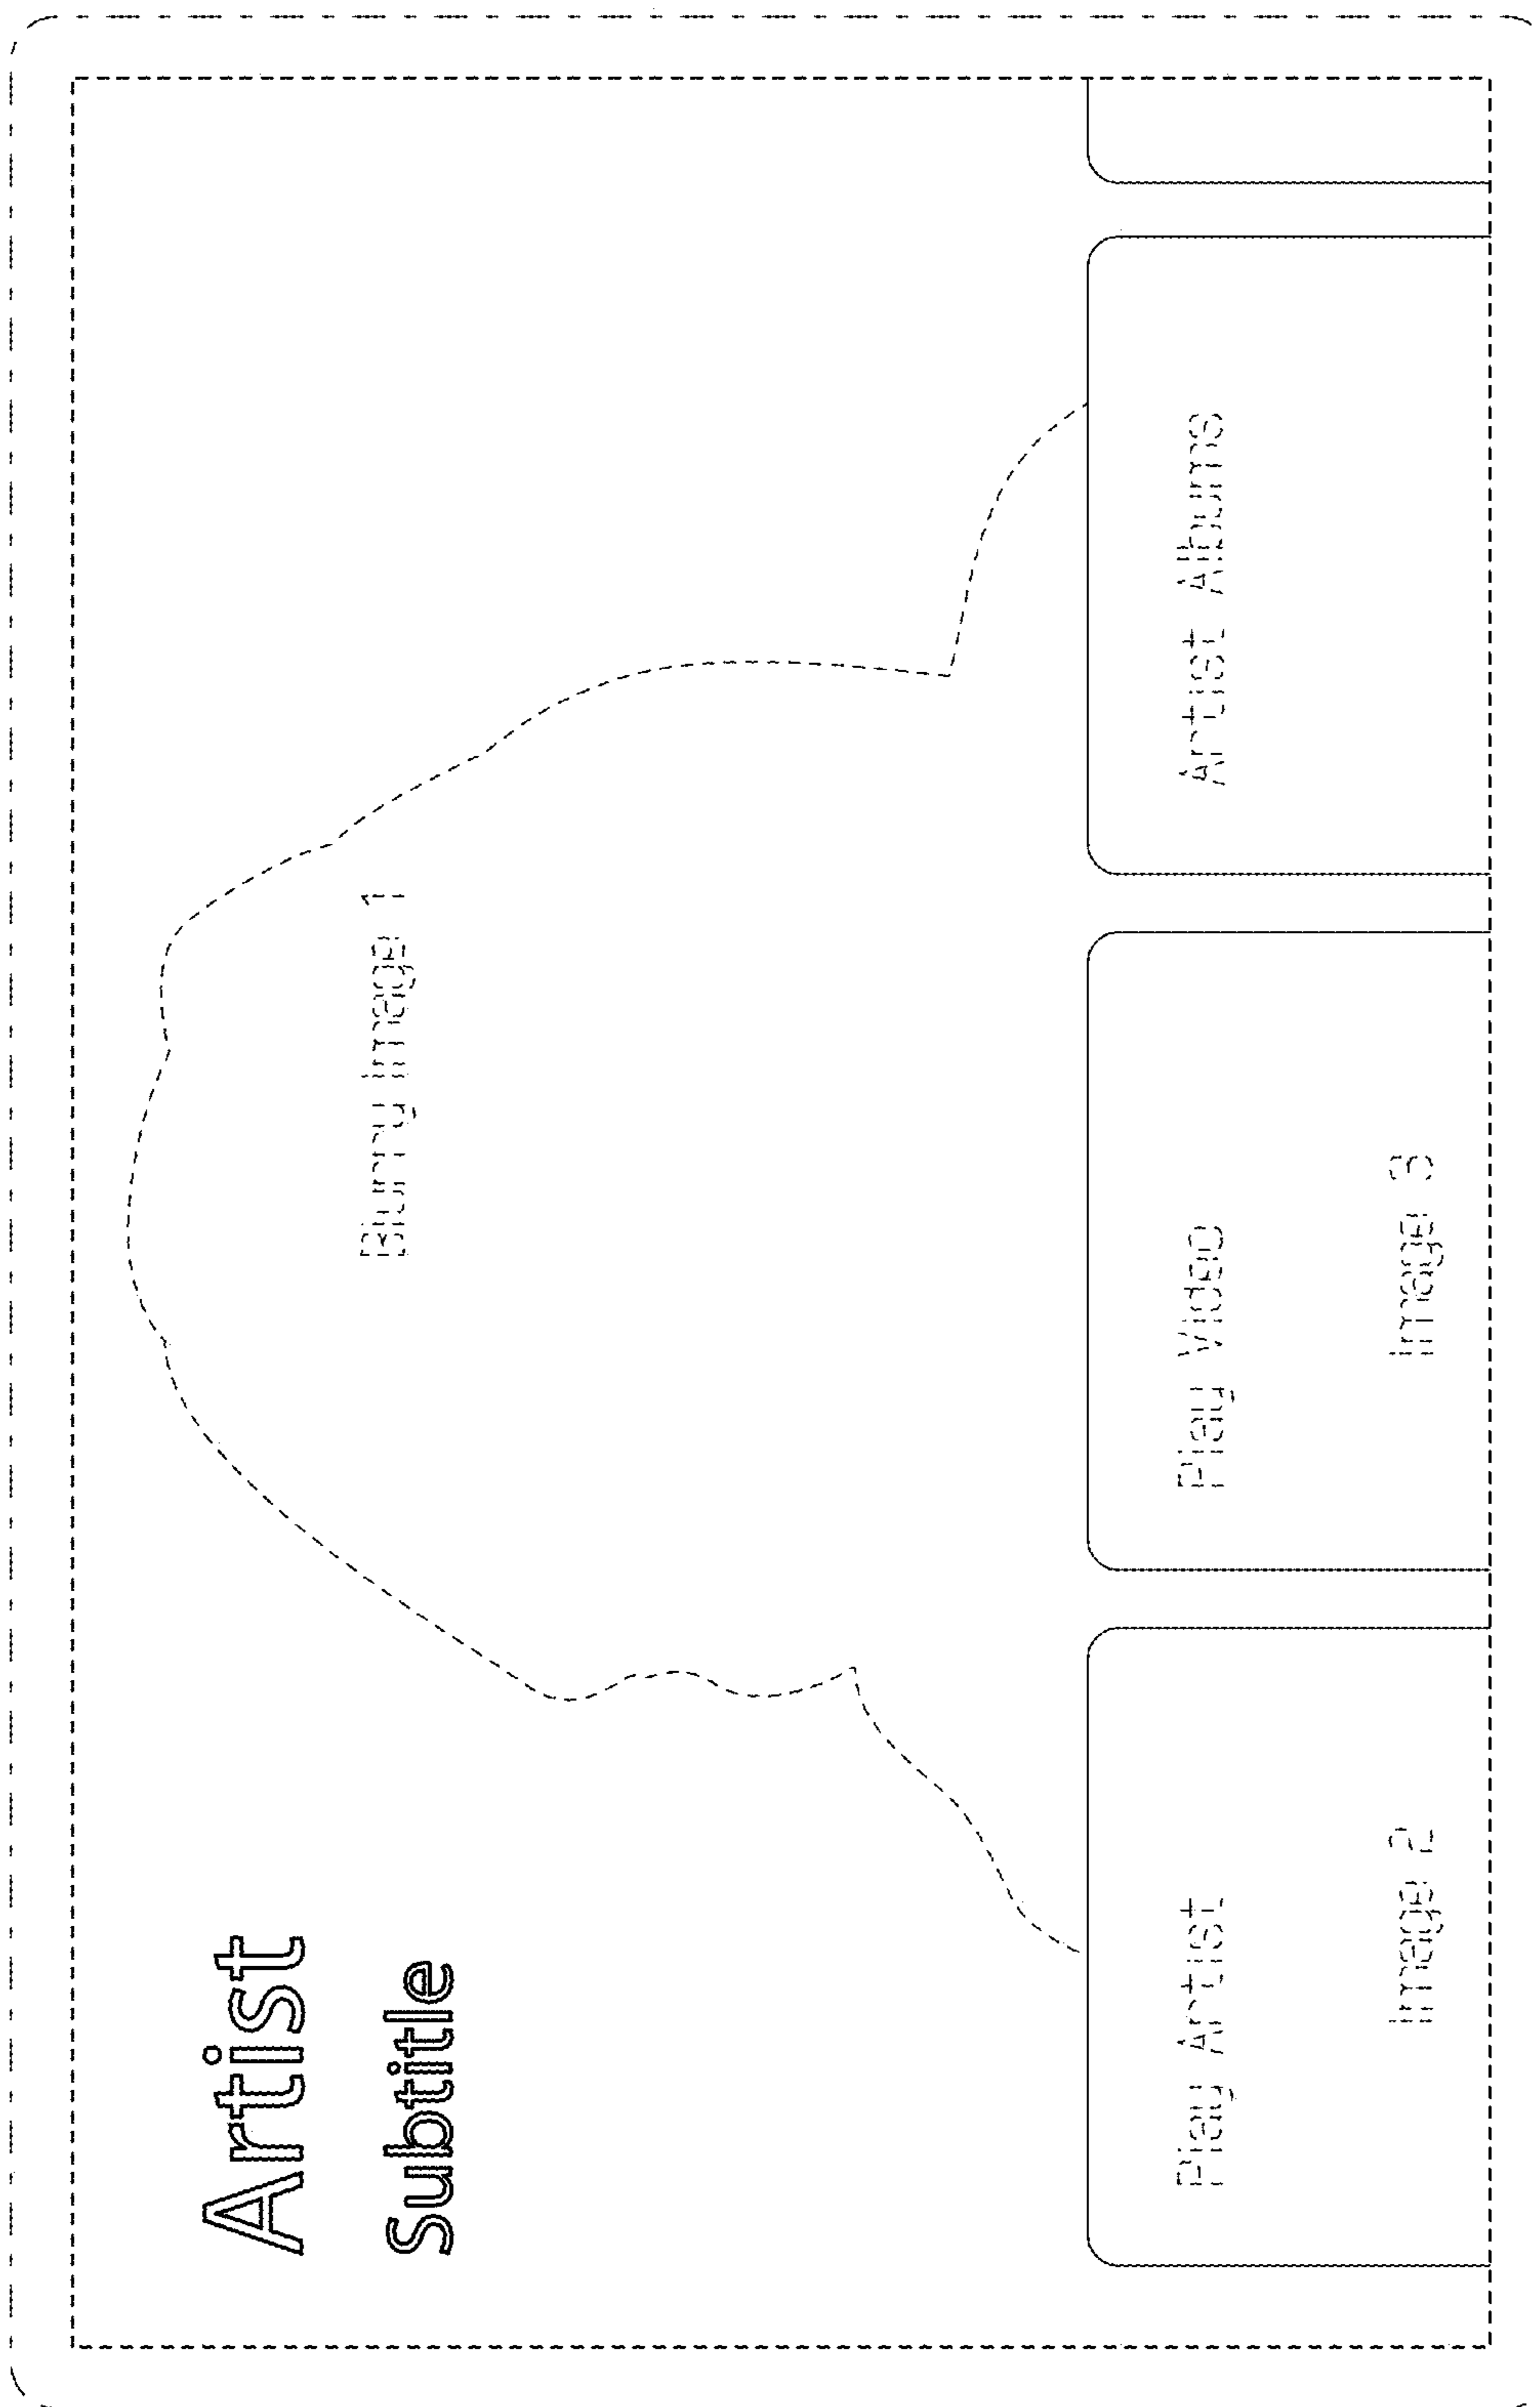 Artist
Subtitle
Blurry Image 1
Play Artist
Image 2
Play Video
Image 3
Artist Albums